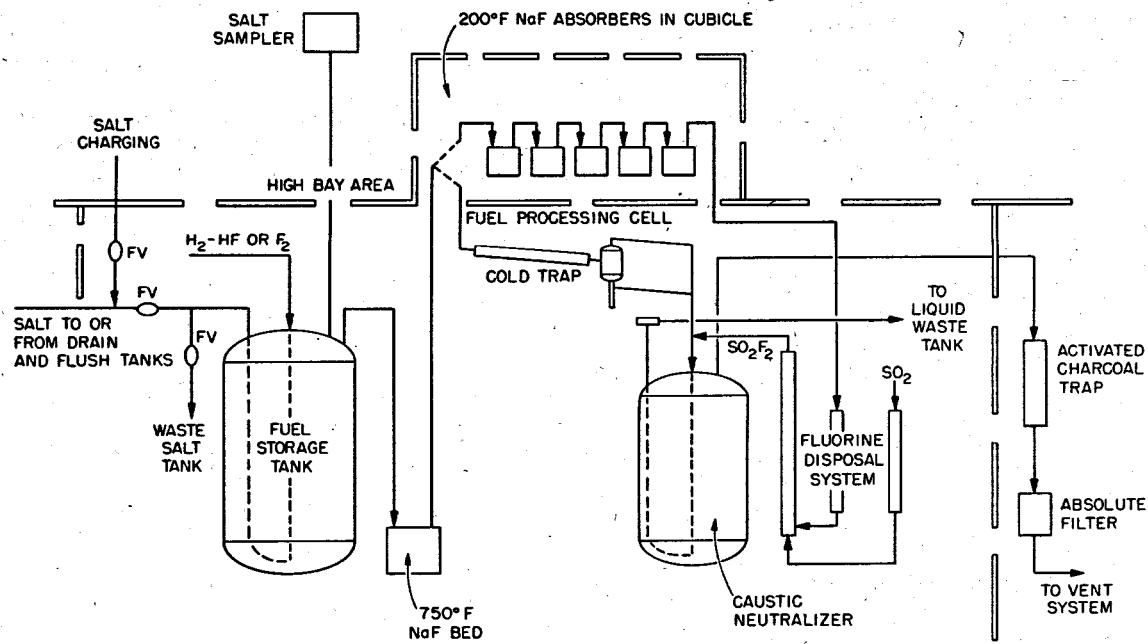 SALT
SAMPLER
200°F NaF ABSORBERS IN CUBICLE
SALT
CHARGING
HIGH BAY AREA
FUEL PROCESSING CELL
FV
H2-HF OR F2
COLD TRAP
FV
SALT TO OR
FROM DRAIN
AND FLUSH TANKS
FV
TO
LIQUID
WASTE
TANK
SO2F2
SO2
ACTIVATED
CHARCOAL
TRAP
WASTE
SALT
TANK
FUEL
STORAGE
TANK
FLUORINE
DISPOSAL
SYSTEM
ABSOLUTE
FILTER
750°F
NaF BED
CAUSTIC
NEUTRALIZER
TO VENT
SYSTEM